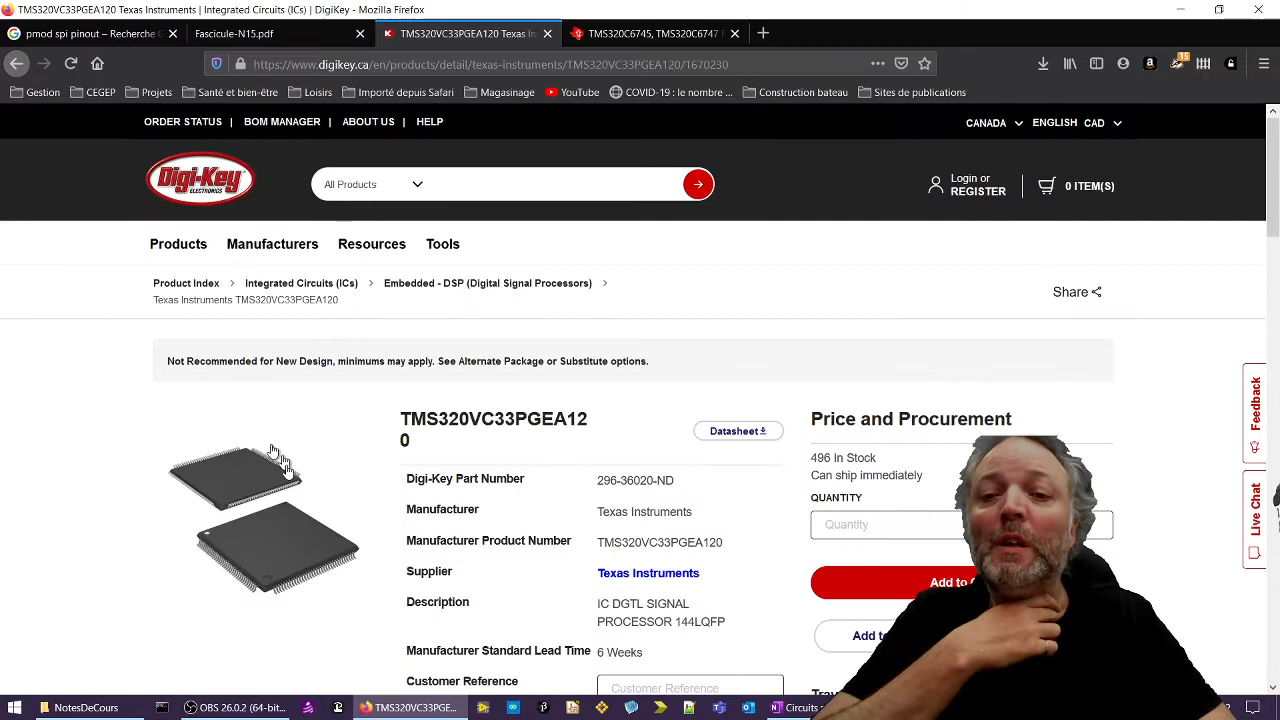 TMS320VC33PGEA120 Texas Instruments | Integrated Circuits (ICs) | DigiKey - Mozilla Firefox
pmod spi pinout – Recherche G
Fascicule-N15.pdf
TMS320VC33PGEA120 Texas In
TMS320C6745, TMS320C6747 F
https://www.digikey.ca/en/products/detail/texas-instruments/TMS320VC33PGEA120/1670230
15
Gestion
CEGEP
Projets
Santé et bien-être
Loisirs
Importé depuis Safari
Magasinage
YouTube
COVID-19 : le nombre ...
Construction bateau
Sites de publications
ORDER STATUS | BOM MANAGER | ABOUT US | HELP
CANADA
ENGLISH
CAD
Digi-Key
ELECTRONICS
All Products
Login or
REGISTER
0 ITEM(S)
Products
Manufacturers
Resources
Tools
Product Index > Integrated Circuits (ICs) > Embedded - DSP (Digital Signal Processors) >
Texas Instruments TMS320VC33PGEA120
Share
Not Recommended for New Design, minimums may apply. See Alternate Package or Substitute options.
Feedback
Live Chat
TMS320VC33PGEA12
0
Datasheet
Digi-Key Part Number
296-36020-ND
Manufacturer
Texas Instruments
Manufacturer Product Number
TMS320VC33PGEA120
Supplier
Texas Instruments
Description
IC DGTL SIGNAL
PROCESSOR 144LQFP
Manufacturer Standard Lead Time
6 Weeks
Customer Reference
Customer Reference
Price and Procurement
496 In Stock
Can ship immediately
QUANTITY
Quantity
Add to
Add to
NotesDeCours
OBS 26.0.2 (64-bit...
TMS320VC33PGE...
Circuits